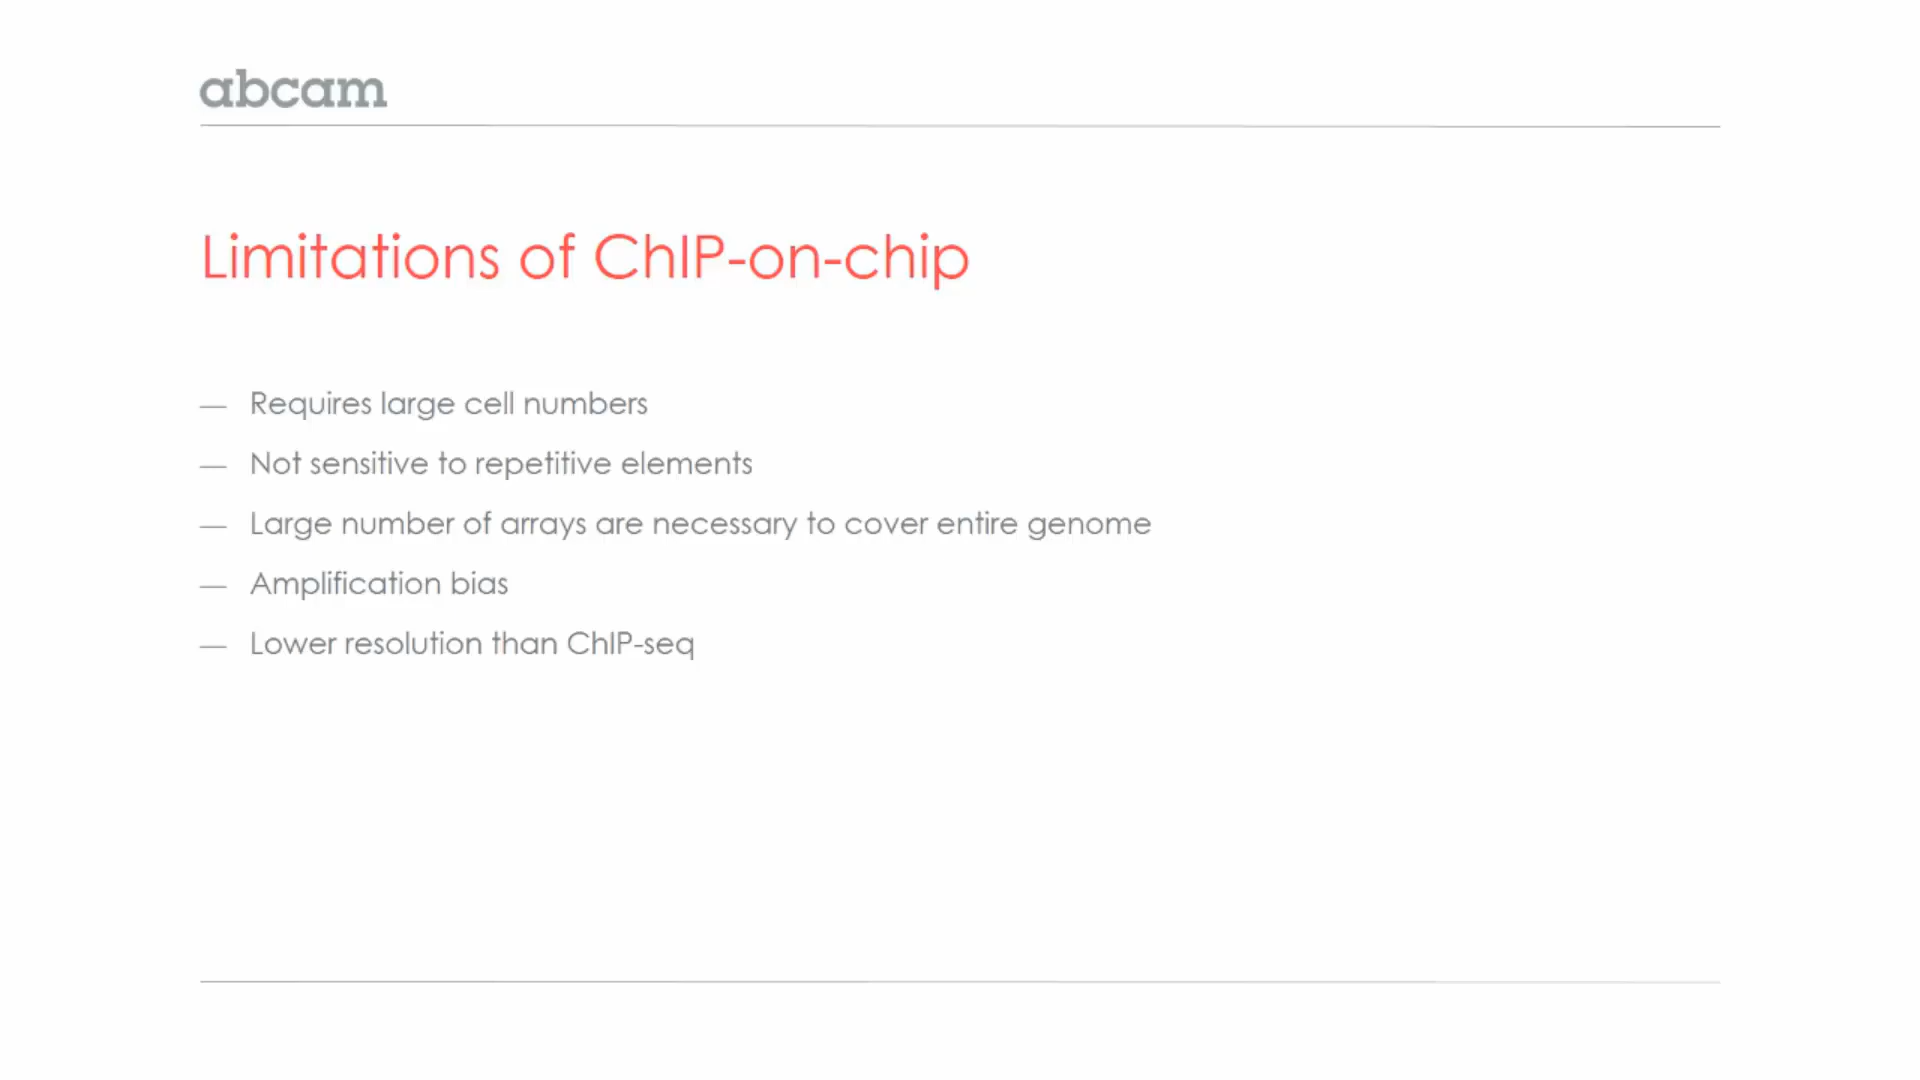 abcam
Limitations of ChIP-on-chip
— Requires large cell numbers
— Not sensitive to repetitive elements
— Large number of arrays are necessary to cover entire genome
— Amplification bias
— Lower resolution than ChIP-seq